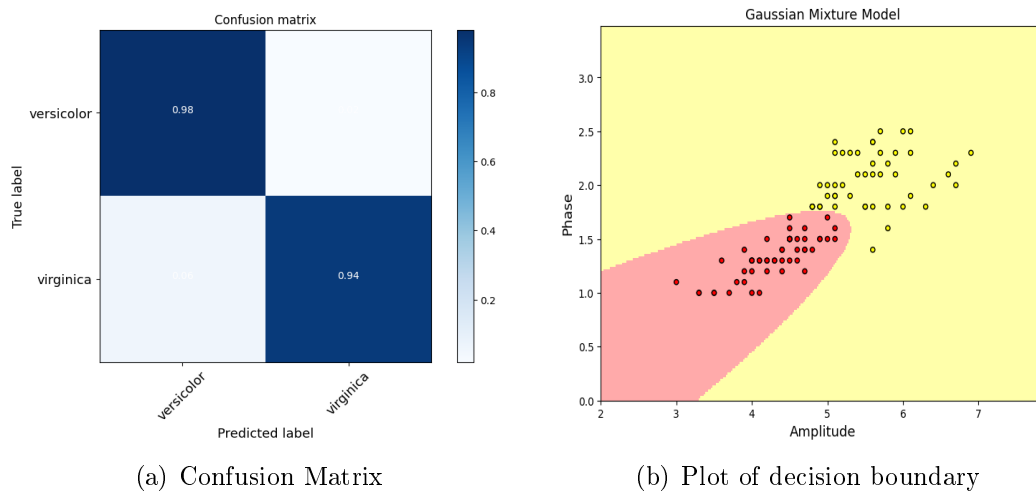 Confusion matrix
versicolor
virginica
True label
0.98
0.94
versicolor
virginica
Predicted label
0.8
0.6
0.4
0.2
(a) Confusion Matrix
Gaussian Mixture Model
3.0
2.5
2.0
1.5
1.0
0.5
0.0
Phase
2 3 4 5 6 7
Amplitude
(b) Plot of decision boundary